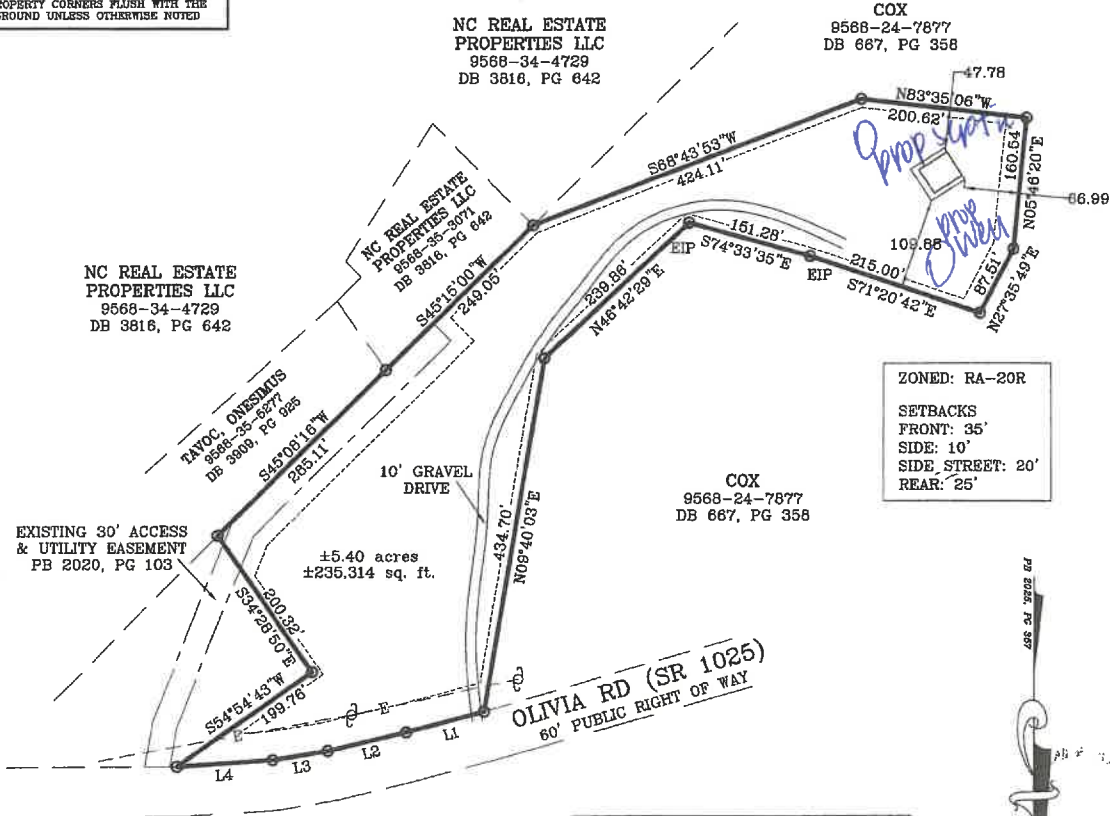 PROPERTY CORNERS FLUSH WITH THE
GROUND UNLESS OTHERWISE NOTED
NC REAL ESTATE
PROPERTIES LLC
9568-34-4729
DB 3816, PG 642
COX
9568-24-7877
DB 667, PG 358
47.78
N83°35'06"W
200.62'
160.54
N05°46'20"E
66.99
prop
prop
well
109.88
87.51'
N27°35'49"E
215.00'
S71°20'42"E
EIP
151.28'
S74°33'35"E
EIP
S68°43'53"W
424.11'
NC REAL ESTATE
PROPERTIES LLC
9568-35-3071
DB 3816, PG 642
S45°15'00"W
249.05'
239.86'
N46°42'29"E
NC REAL ESTATE
PROPERTIES LLC
9568-34-4729
DB 3816, PG 642
TAVOC, ONESIMUS
9568-35-5277
DB 3909, PG 925
S45°08'16"W
285.11'
10' GRAVEL
DRIVE
434.70'
N09°40'03"E
COX
9568-24-7877
DB 667, PG 358
ZONED: RA-20R
SETBACKS
FRONT: 35'
SIDE: 10'
SIDE STREET: 20'
REAR: 25'
EXISTING 30' ACCESS
& UTILITY EASEMENT
PB 2020, PG 103
±5.40 acres
±235,314 sq. ft.
200.32'
S34°28'50"E
S54°54'43"W
199.76'
E
E
L4
L3
L2
L1
OLIVIA RD (SR 1025)
60' PUBLIC RIGHT OF WAY
PB 2025, PG 357